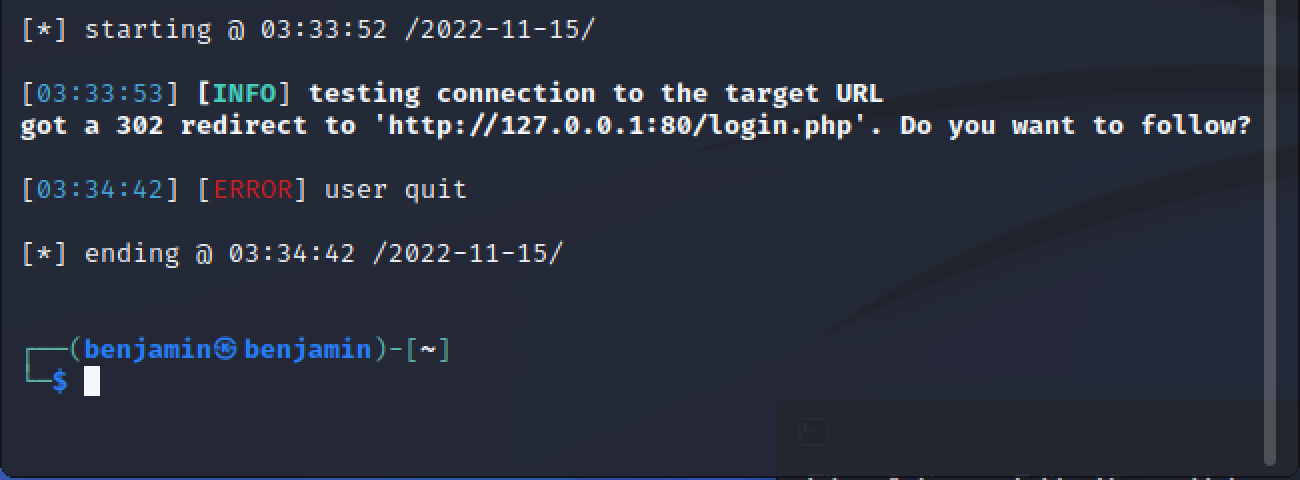 [*] starting @ 03:33:52 /2022-11-15/
[03:33:53] [INFO] testing connection to the target URL
got a 302 redirect to 'http://127.0.0.1:80/login.php'. Do you want to follow?
[03:34:42] [ERROR] user quit
[*] ending @ 03:34:42 /2022-11-15/
┌──(benjamin㉿benjamin)-[~]
└─$